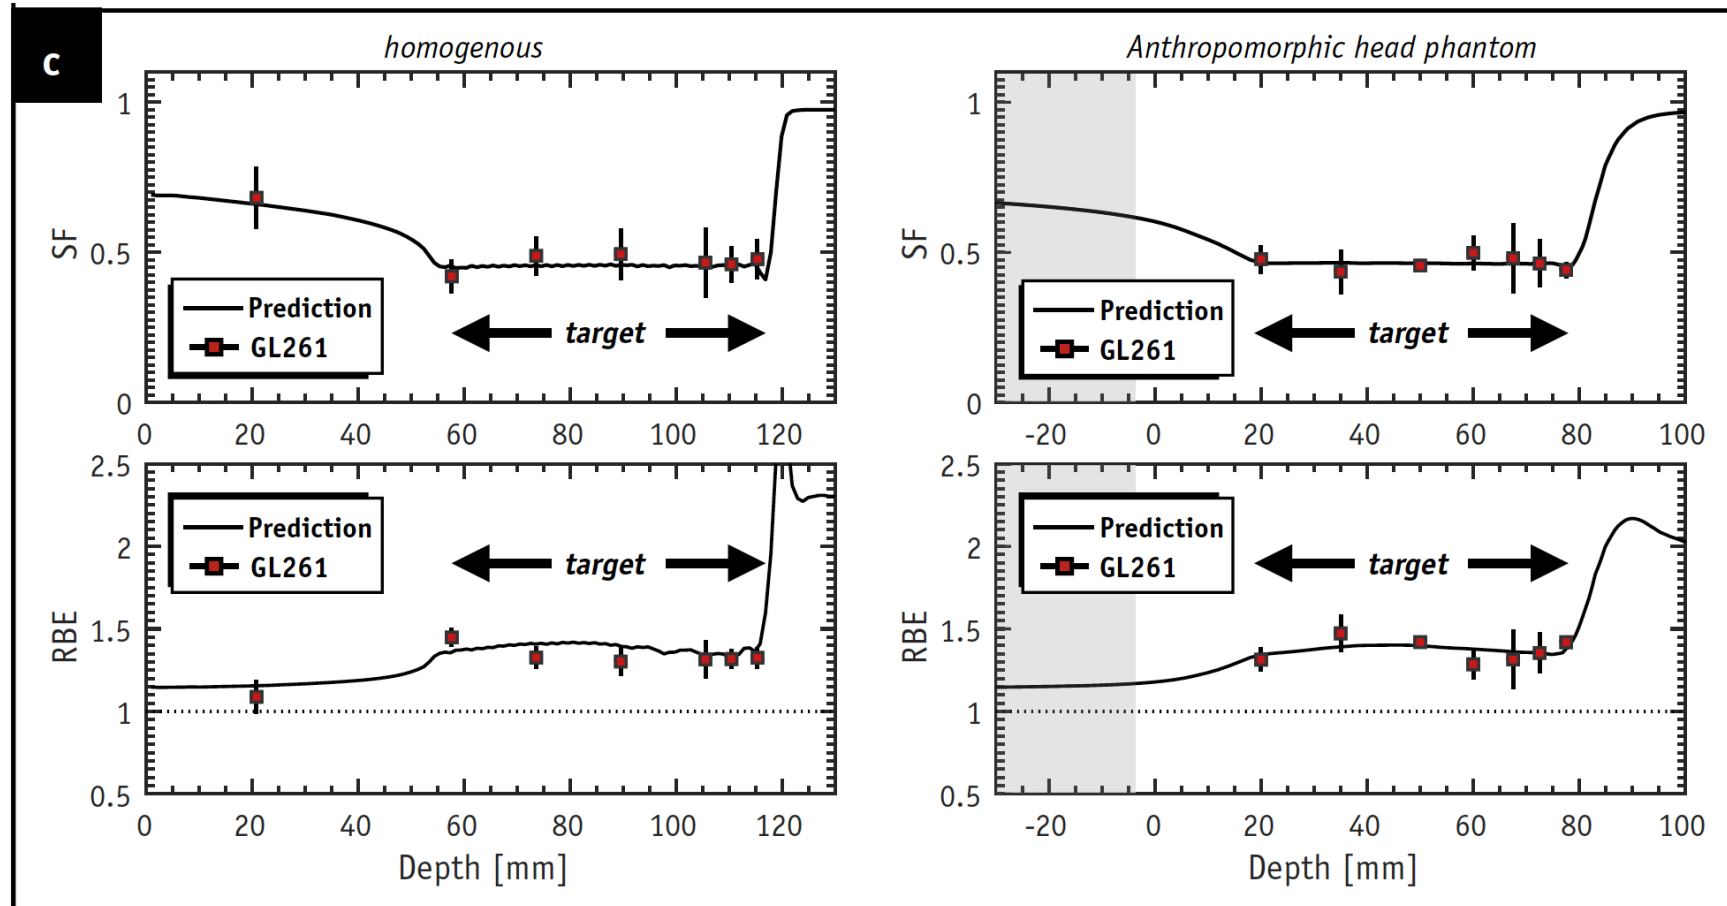 c
homogenous
Anthropomorphic head phantom
1
0.5
0
SF
Prediction
GL261
target
0 20 40 60 80 100 120
1
0.5
0
SF
Prediction
GL261
target
-20 0 20 40 60 80 100
2.5
2
1.5
1
0.5
RBE
Prediction
GL261
target
0 20 40 60 80 100 120
Depth [mm]
2.5
2
1.5
1
0.5
RBE
Prediction
GL261
target
-20 0 20 40 60 80 100
Depth [mm]